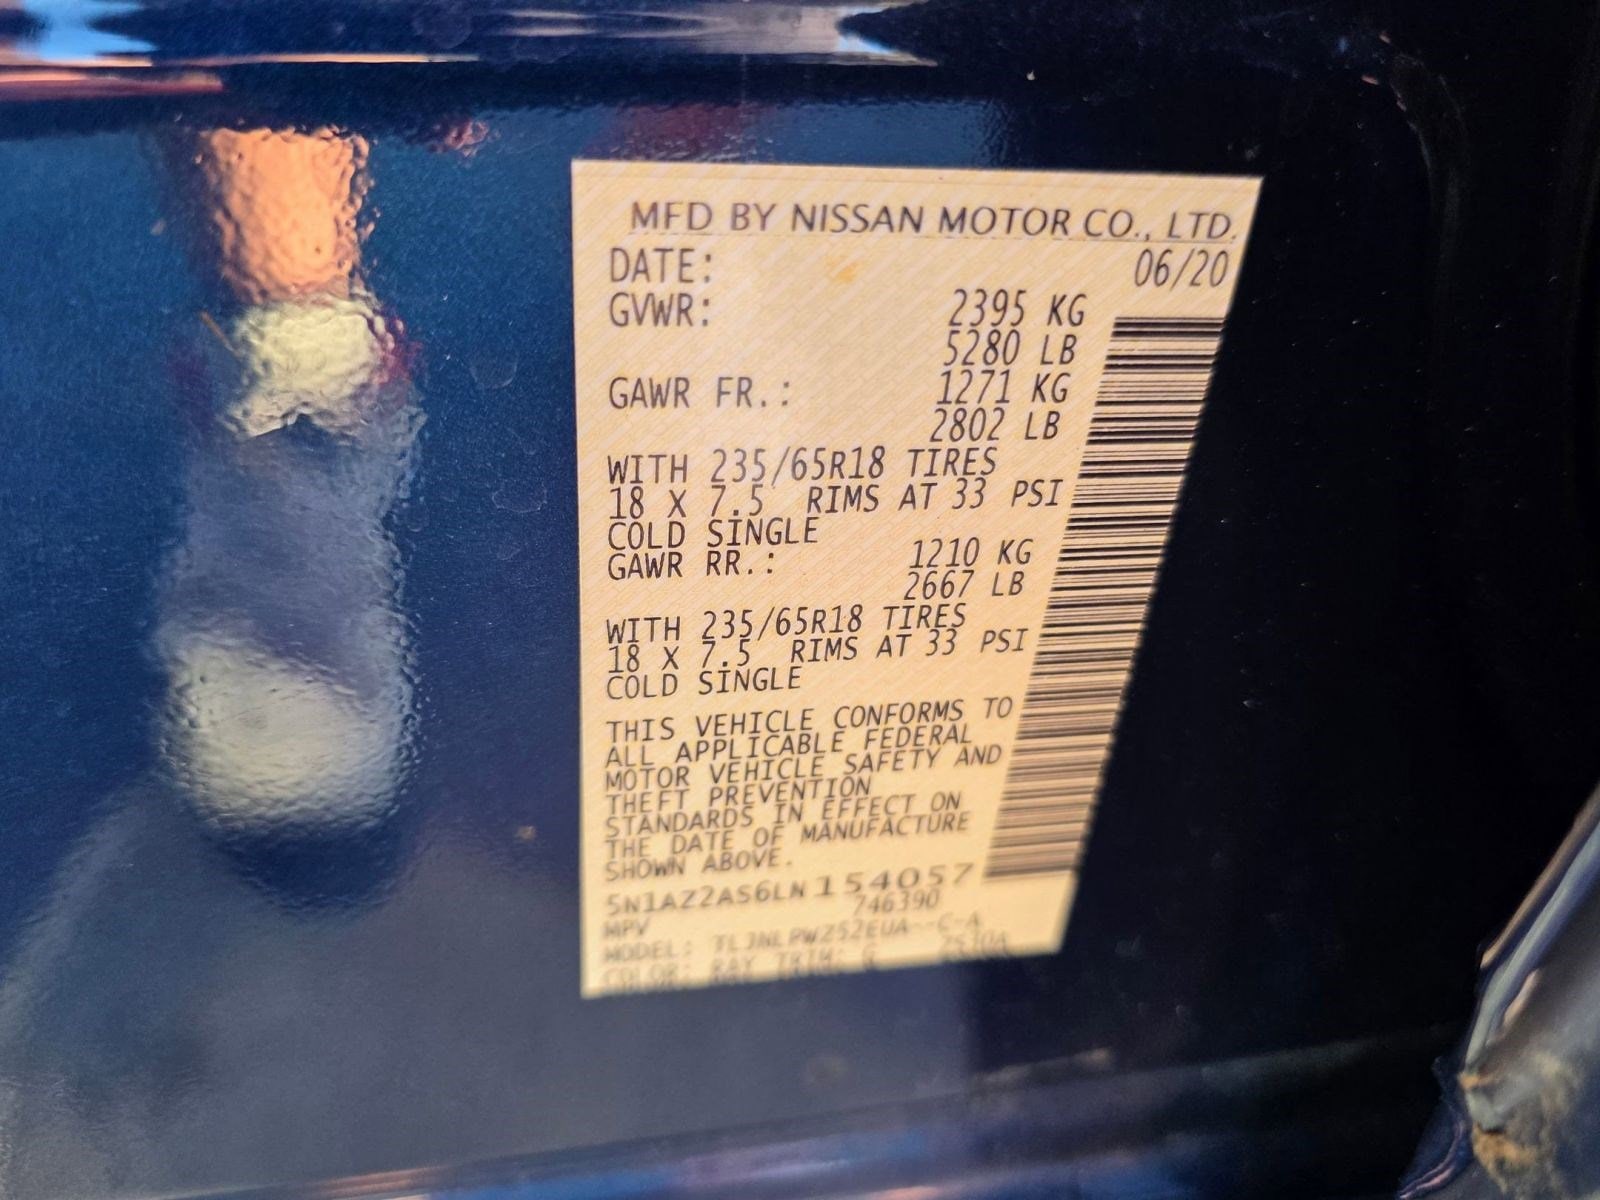 MFD BY NISSAN MOTOR CO., LTD.
DATE: 06/20
GVWR: 2395 KG
5280 LB
GAWR FR.: 1271 KG
2802 LB
WITH 235/65R18 TIRES
18 X 7.5 RIMS AT 33 PSI
COLD SINGLE
GAWR RR.: 1210 KG
2667 LB
WITH 235/65R18 TIRES
18 X 7.5 RIMS AT 33 PSI
COLD SINGLE
THIS VEHICLE CONFORMS TO
ALL APPLICABLE FEDERAL
MOTOR VEHICLE SAFETY AND
THEFT PREVENTION
STANDARDS IN EFFECT ON
THE DATE OF MANUFACTURE
SHOWN ABOVE.
5N1AZ2AS6LN154057
746390
MPV
MODEL:
COLOR: RAY TRIM: G